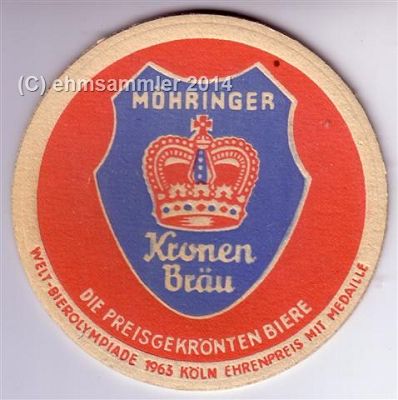 (C) ehmsammler 2014
MÖHRINGER
Kronen
Bräu
DIE PREISGEKRÖNTEN BIERE
WELT-BIEROLYMPIADE 1963 KÖLN EHRENPREIS MIT MEDAILLE